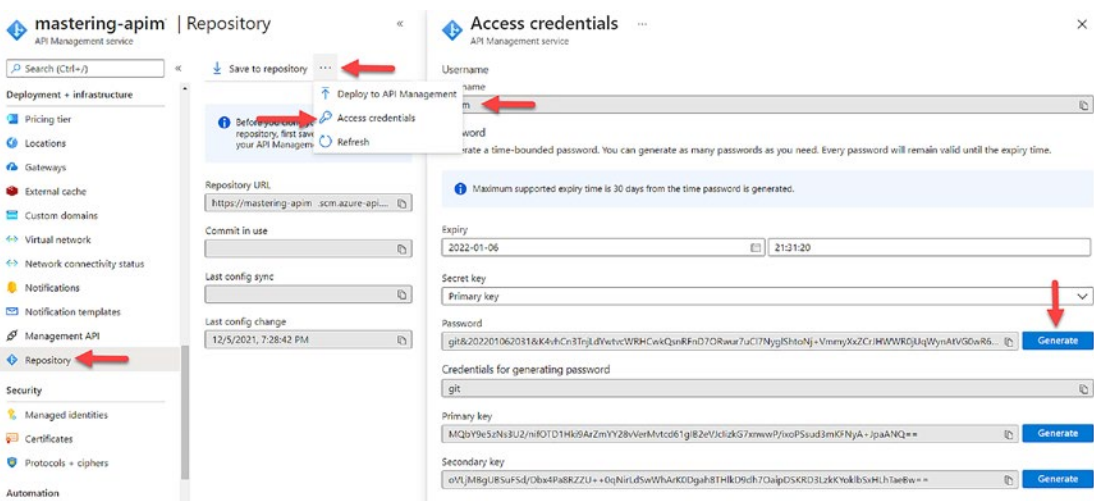 mastering-apim | Repository
API Management service
Search (Ctrl+/)
Deployment + infrastructure
Pricing tier
Locations
Gateways
External cache
Custom domains
Virtual network
Network connectivity status
Notifications
Notification templates
Management API
Repository
Security
Managed identities
Certificates
Protocols + ciphers
Automation
Save to repository ...
Deploy to API Management
Access credentials
Refresh
Before you clone
repository, first save
your API Managem
Repository URL
https://mastering-apim .scm.azure-api....
Commit in use
Last config sync
Last config change
12/5/2021, 7:28:42 PM
Access credentials ...
API Management service
Username
name
m
word
rate a time-bounded password. You can generate as many passwords as you need. Every password will remain valid until the expiry time.
Maximum supported expiry time is 30 days from the time password is generated.
Expiry
2022-01-06
21:31:20
Secret key
Primary key
Password
Generate
Credentials for generating password
git
Primary key
Generate
Secondary key
Generate